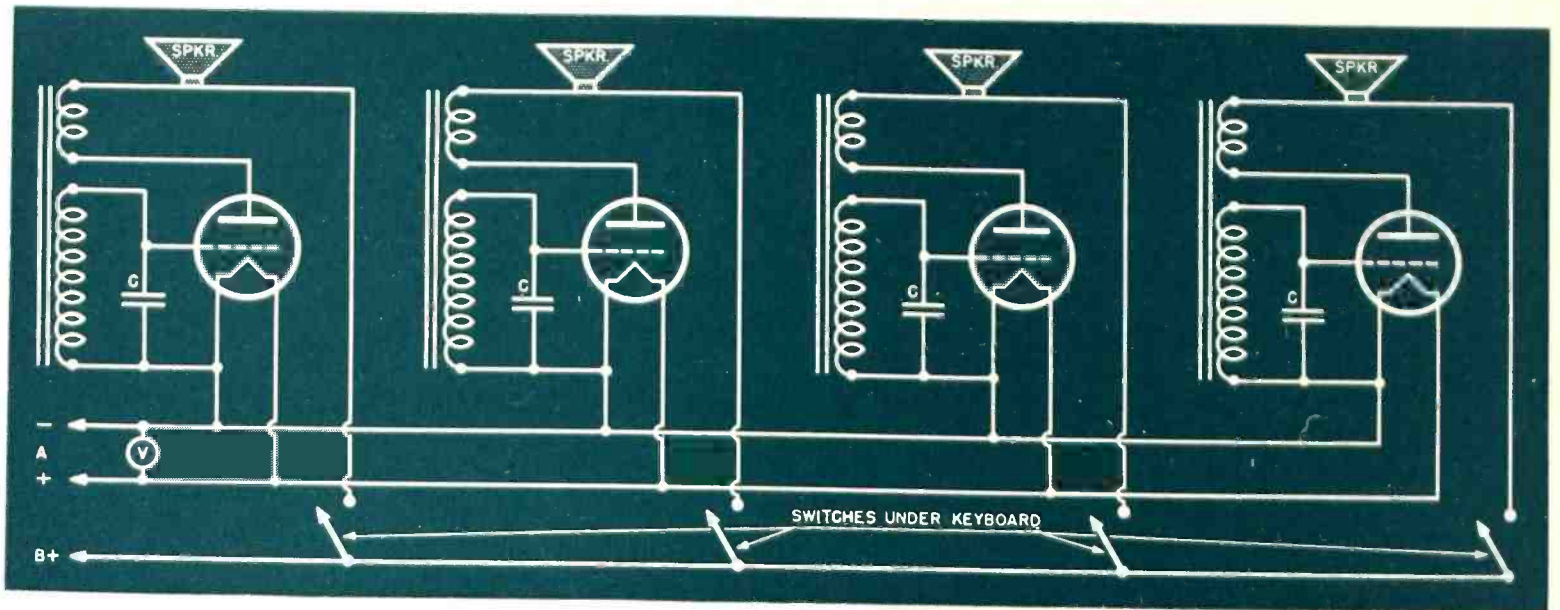 SPKR.
SPKR.
SPKR.
SPKR
C
C
C
C
−
A
V
+
SWITCHES UNDER KEYBOARD
B+